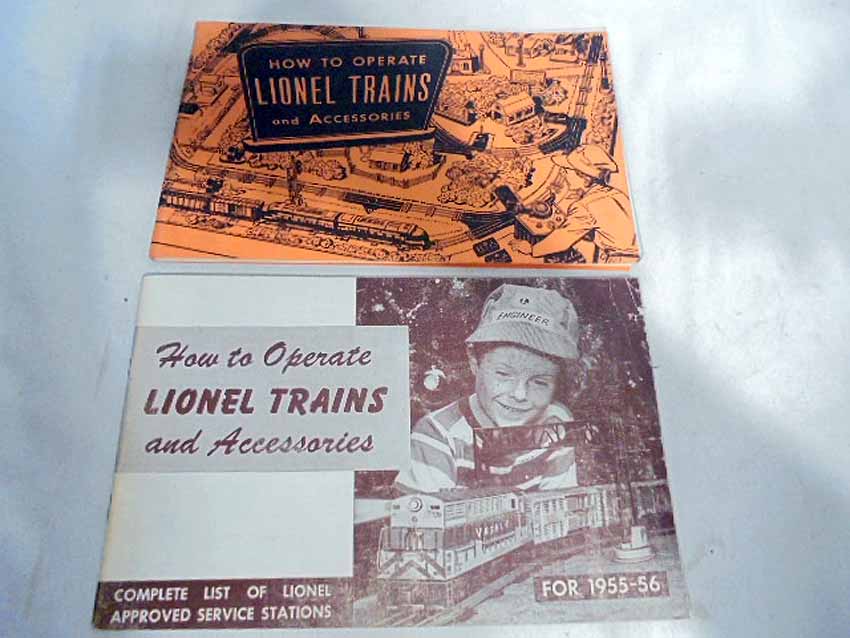 HOW TO OPERATE
LIONEL TRAINS
and ACCESSORIES
How to Operate
LIONEL TRAINS
and Accessories
ENGINEER
COMPLETE LIST OF LIONEL
APPROVED SERVICE STATIONS
FOR 1955-56